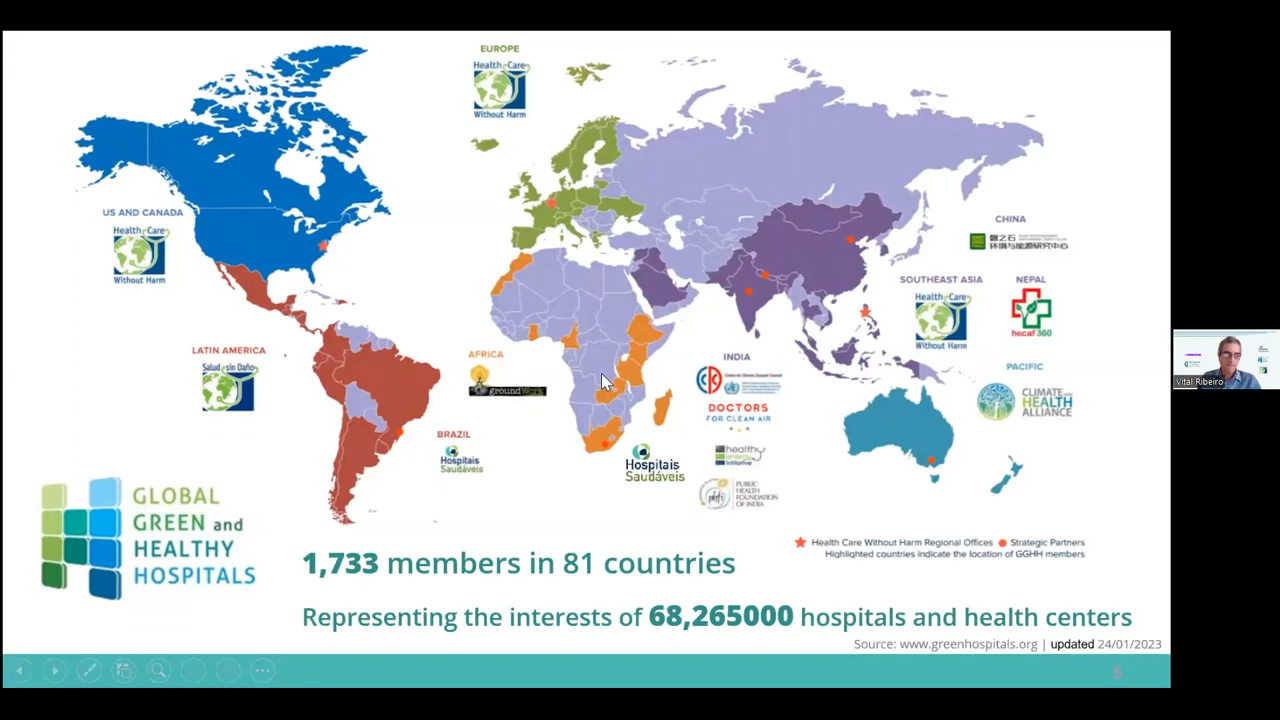 EUROPE
Health Care
Without Harm
US AND CANADA
Health Care
Without Harm
CHINA
SOUTHEAST ASIA
Health Care
Without Harm
NEPAL
hecaf 360
LATIN AMERICA
Salud sin Daño
AFRICA
groundWork
INDIA
DOCTORS
FOR CLEAN AIR
healthy
energy
initiative
PUBLIC
HEALTH
FOUNDATION
OF INDIA
PACIFIC
CLIMATE AND
HEALTH
ALLIANCE
BRAZIL
Hospitais
Saudáveis
Hospitais
Saudáveis
Vital Ribeiro
GLOBAL
GREEN and
HEALTHY
HOSPITALS
Health Care Without Harm Regional Offices
Strategic Partners
Highlighted countries indicate the location of GGHH members
1,733 members in 81 countries
Representing the interests of 68,265000 hospitals and health centers
Source: www.greenhospitals.org | updated 24/01/2023